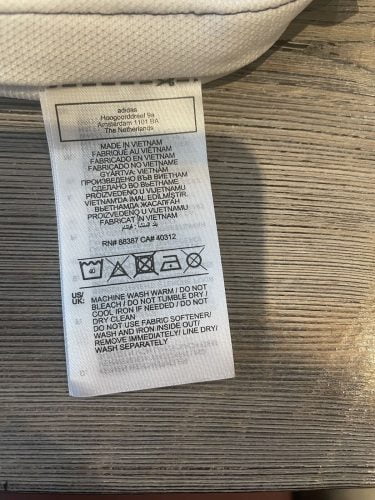 adidas
Hoogoorddreef 9a
Amsterdam 1101 BA
The Netherlands
MADE IN VIETNAM
FABRIQUÉ AU VIÊTNAM
FABRICADO EN VIETNAM
FABRICADO NO VIETNAME
GYÁRTVA: VIETNÁM
ПРОИЗВЕДЕНО ВЪВ ВИЕТНАМ
СДЕЛАНО ВО ВЬЕТНАМЕ
PROIZVEDENO U VIJETNAMU
VIETNAM'DA İMAL EDİLMİŞTİR.
ВЬЕТНАМДА ЖАСАЛҒАН
PROIZVEDENO U VIJETNAMU
FABRICAT ÎN VIETNAM
RN# 88387 CA# 40312
40
US/
UK: MACHINE WASH WARM / DO NOT
BLEACH / DO NOT TUMBLE DRY /
COOL IRON IF NEEDED / DO NOT
DRY CLEAN
DO NOT USE FABRIC SOFTENER/
WASH AND IRON INSIDE OUT/
REMOVE IMMEDIATELY/ LINE DRY/
WASH SEPARATELY